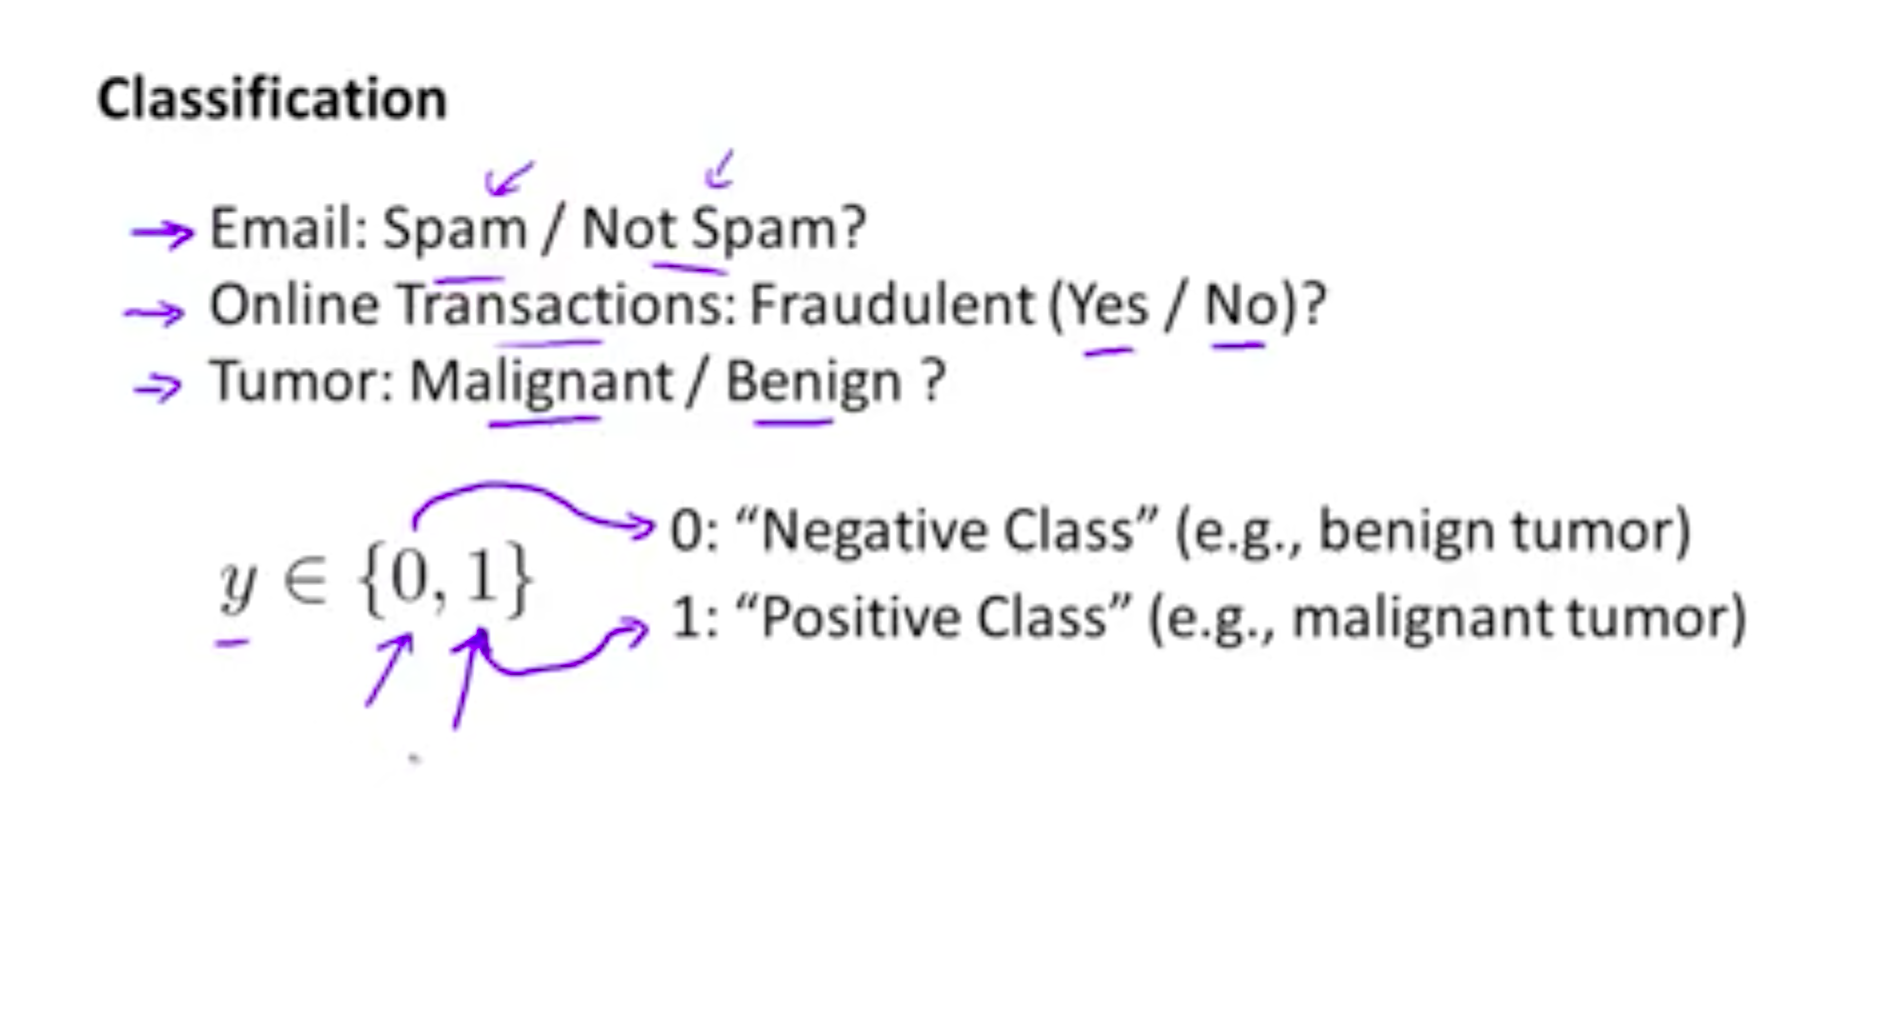 Classification
Email: Spam / Not Spam?
Online Transactions: Fraudulent (Yes / No)?
Tumor: Malignant / Benign ?
0: “Negative Class” (e.g., benign tumor)
y ∈ {0, 1}
1: “Positive Class” (e.g., malignant tumor)